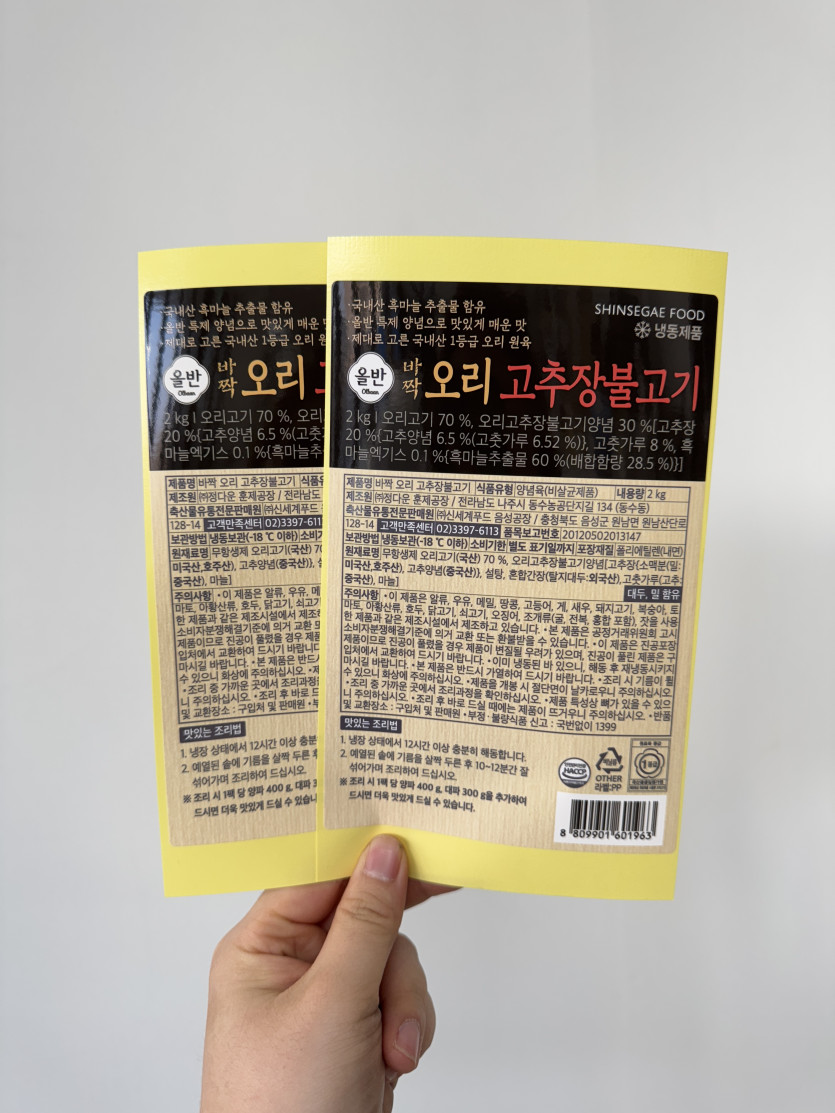 ·국내산 흑마늘 추출물 함유
·올반 특제 양념으로 맛있게 매운 맛
·제대로 고른 국내산 1등급 오리 원육
SHINSEGAE FOOD
냉동제품
올반
Olbaan
바짝 오리 고추장불고기
2 kg | 오리고기 70 %, 오리고추장불고기양념 30 %[고추장
20 %{고추양념 6.5 %(고춧가루 6.52 %)}, 고춧가루 8 %, 흑
마늘엑기스 0.1 %{흑마늘추출물 60 %(배합함량 28.5 %)}]
제품명 바짝 오리 고추장불고기 식품유형 양념육(비살균제품) 내용량 2 kg
제조원 ㈜정다운 훈제공장 / 전라남도 나주시 동수농공단지길 134 (동수동)
축산물유통전문판매원 ㈜신세계푸드 음성공장 / 충청북도 음성군 원남면 원남산단로
128-14 고객만족센터 02)3397-6113 품목보고번호 20120502013147
보관방법 냉동보관(-18 ℃ 이하) 소비기한 별도 표기일까지 포장재질 폴리에틸렌(내면)
원재료명 무항생제 오리고기(국산) 70 %, 오리고추장불고기양념[고추장{소맥분(밀:
미국산,호주산), 고추양념(중국산)}, 설탕, 혼합간장(탈지대두:외국산), 고춧가루(고추:
중국산), 마늘]
대두, 밀 함유
주의사항 •이 제품은 알류, 우유, 메밀, 땅콩, 고등어, 게, 새우, 돼지고기, 복숭아, 토
마토, 아황산류, 호두, 닭고기, 쇠고기, 오징어, 조개류(굴, 전복, 홍합 포함), 잣을 사용
한 제품과 같은 제조시설에서 제조하고 있습니다. •본 제품은 공정거래위원회 고시
소비자분쟁해결기준에 의거 교환 또는 환불받을 수 있습니다. •이 제품은 진공포장
제품이므로 진공이 풀렸을 경우 제품이 변질될 우려가 있으며, 진공이 풀린 제품은 구
입처에서 교환하여 드시기 바랍니다. •이미 냉동된 바 있으니, 해동 후 재냉동시키지
마시길 바랍니다. •본 제품은 반드시 가열하여 드시기 바랍니다. •조리 시 기름이 튈
수 있으니 화상에 주의하십시오. •제품을 개봉 시 절단면이 날카로우니 주의하십시오.
•조리 중 가까운 곳에서 조리과정을 확인하십시오. •제품 특성상 뼈가 있을 수 있으
니 주의하십시오. •조리 후 바로 드실 때에는 제품이 뜨거우니 주의하십시오. •반품
및 교환장소 : 구입처 및 판매원 •부정·불량식품 신고 : 국번없이 1399
맛있는 조리법
1. 냉장 상태에서 12시간 이상 충분히 해동합니다.
2. 예열된 솥에 기름을 살짝 두른 후 10~12분간 잘
섞어가며 조리하여 드십시오.
※ 조리 시 1팩 당 양파 400 g, 대파 300 g을 추가하여
드시면 더욱 맛있게 드실 수 있습니다.
HACCP
비닐류
OTHER
라벨:PP
1등급
8 809901 601963